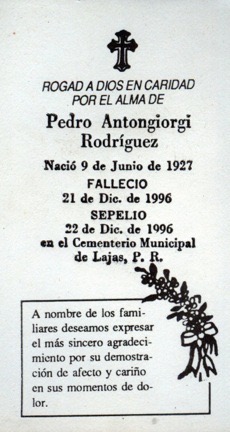 ROGAD A DIOS EN CARIDAD
POR EL ALMA DE
Pedro Antongiorgi
Rodríguez
Nació 9 de Junio de 1927
FALLECIO
21 de Dic. de 1996
SEPELIO
22 de Dic. de 1996
en el Cementerio Municipal
de Lajas, P. R.
A nombre de los fami-
liares deseamos expresar
el más sincero agradeci-
miento por su demostra-
ción de afecto y cariño
en sus momentos de do-
lor.